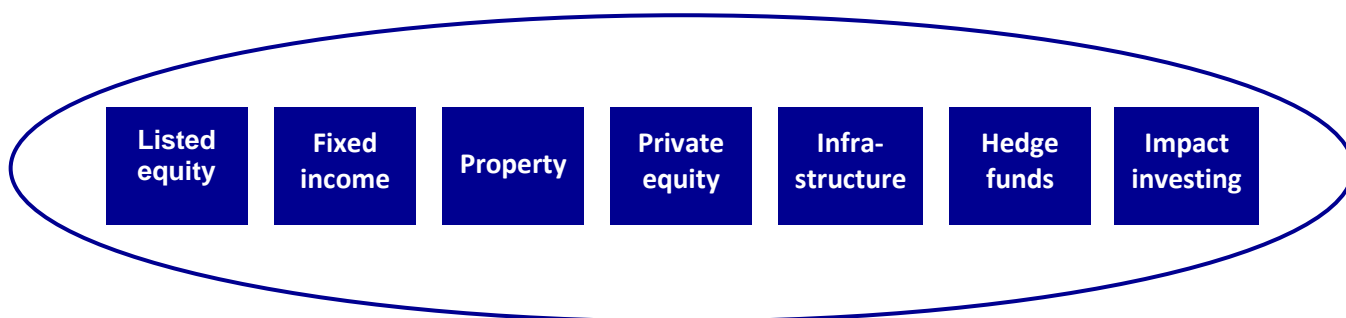 Listed
equity
Fixed
income
Property
Private
equity
Infra-
structure
Hedge
funds
Impact
investing